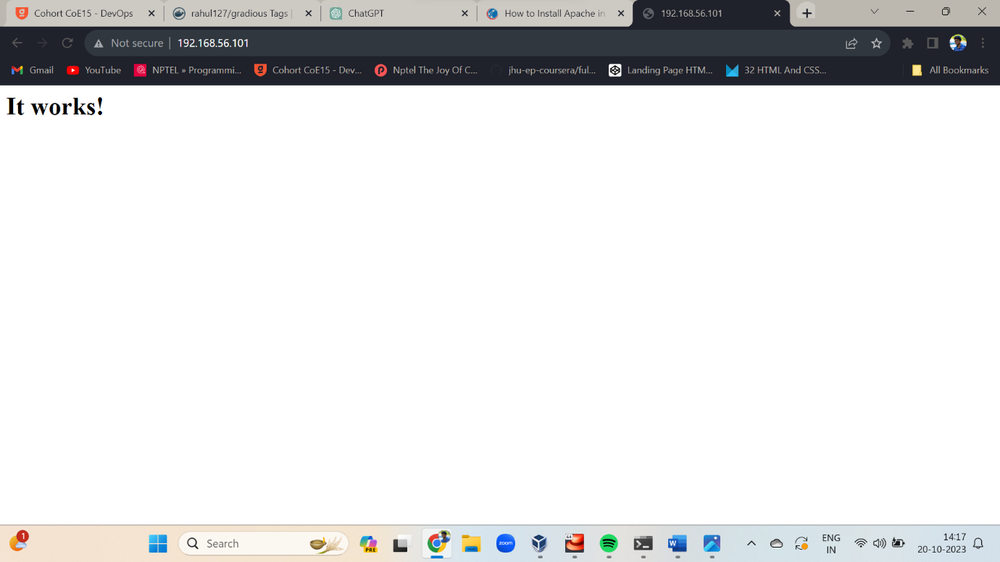 Cohort CoE15 - DevOps
rahul127/gradious Tags
ChatGPT
How to Install Apache in
192.168.56.101
Not secure
192.168.56.101
Gmail
YouTube
NPTEL » Programmi...
Cohort CoE15 - Dev...
Nptel The Joy Of C...
jhu-ep-coursera/ful...
Landing Page HTM...
32 HTML And CSS...
All Bookmarks
It works!
1
Search
PRE
zoom
64
W
ENG
IN
14:17
20-10-2023